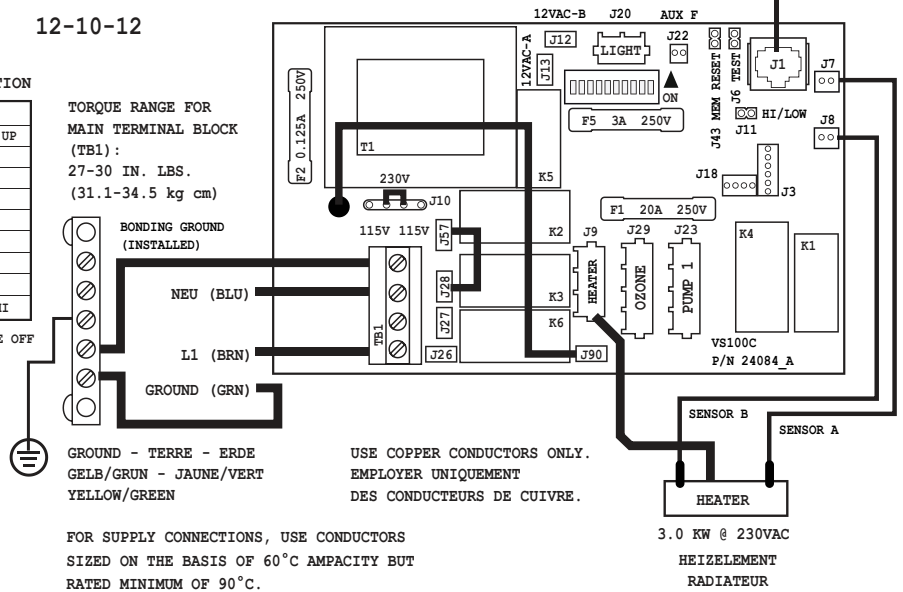 12-10-12
TION
UP
HI
E OFF
TORQUE RANGE FOR
MAIN TERMINAL BLOCK
(TB1):
27-30 IN. LBS.
(31.1-34.5 kg cm)
BONDING GROUND
(INSTALLED)
NEU (BLU)
L1 (BRN)
GROUND (GRN)
12VAC-B
J20
AUX F
J12
LIGHT
J22
12VAC-A
J13
ON
J43 MEM RESET
J6 TEST
J1
J7
HI/LOW
J11
J8
F2 0.125A 250V
T1
F5 3A 250V
K5
J18
J3
230V
J10
115V 115V
J57
K2
F1 20A 250V
J9
J29
J23
K4
K1
TB1
J28
K3
HEATER
OZONE
PUMP 1
J27
K6
J26
J90
VS100C
P/N 24084_A
SENSOR B
SENSOR A
GROUND - TERRE - ERDE
GELB/GRUN - JAUNE/VERT
YELLOW/GREEN
USE COPPER CONDUCTORS ONLY.
EMPLOYER UNIQUEMENT
DES CONDUCTEURS DE CUIVRE.
HEATER
3.0 KW @ 230VAC
HEIZELEMENT
RADIATEUR
FOR SUPPLY CONNECTIONS, USE CONDUCTORS
SIZED ON THE BASIS OF 60°C AMPACITY BUT
RATED MINIMUM OF 90°C.